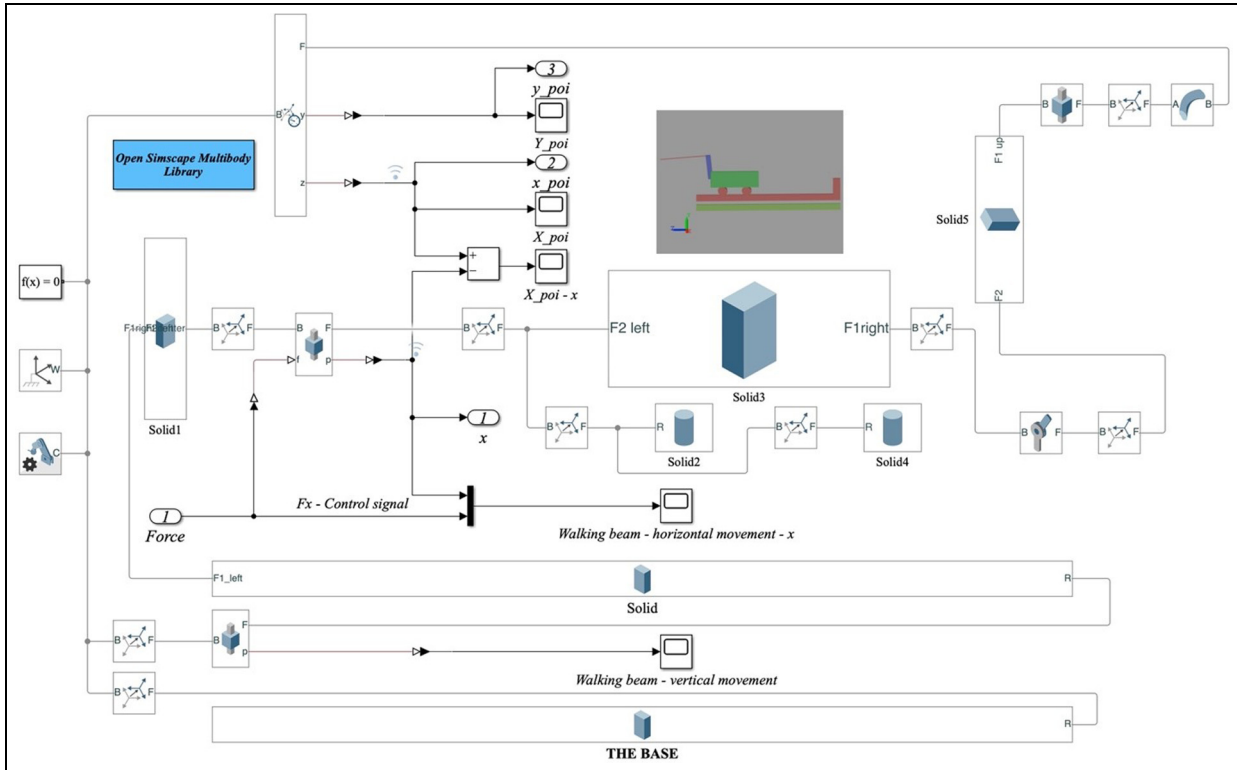 F
B
y
z
3
y_poi
Y_poi
2
x_poi
X_poi
+
−
X_poi - x
Open Simscape Multibody
Library
B
F
B
F
A
B
F1 up
Solid5
F2
f(x) = 0
W
C
Solid1
B
F
B
F
f
p
B
F
F2 left
F1right
Solid3
B
F
1
x
B
F
R
Solid2
B
F
R
Solid4
B
F
B
F
1
Force
Fx - Control signal
Walking beam - horizontal movement - x
F1_left
R
Solid
B
F
B
F
p
Walking beam - vertical movement
B
F
R
THE BASE